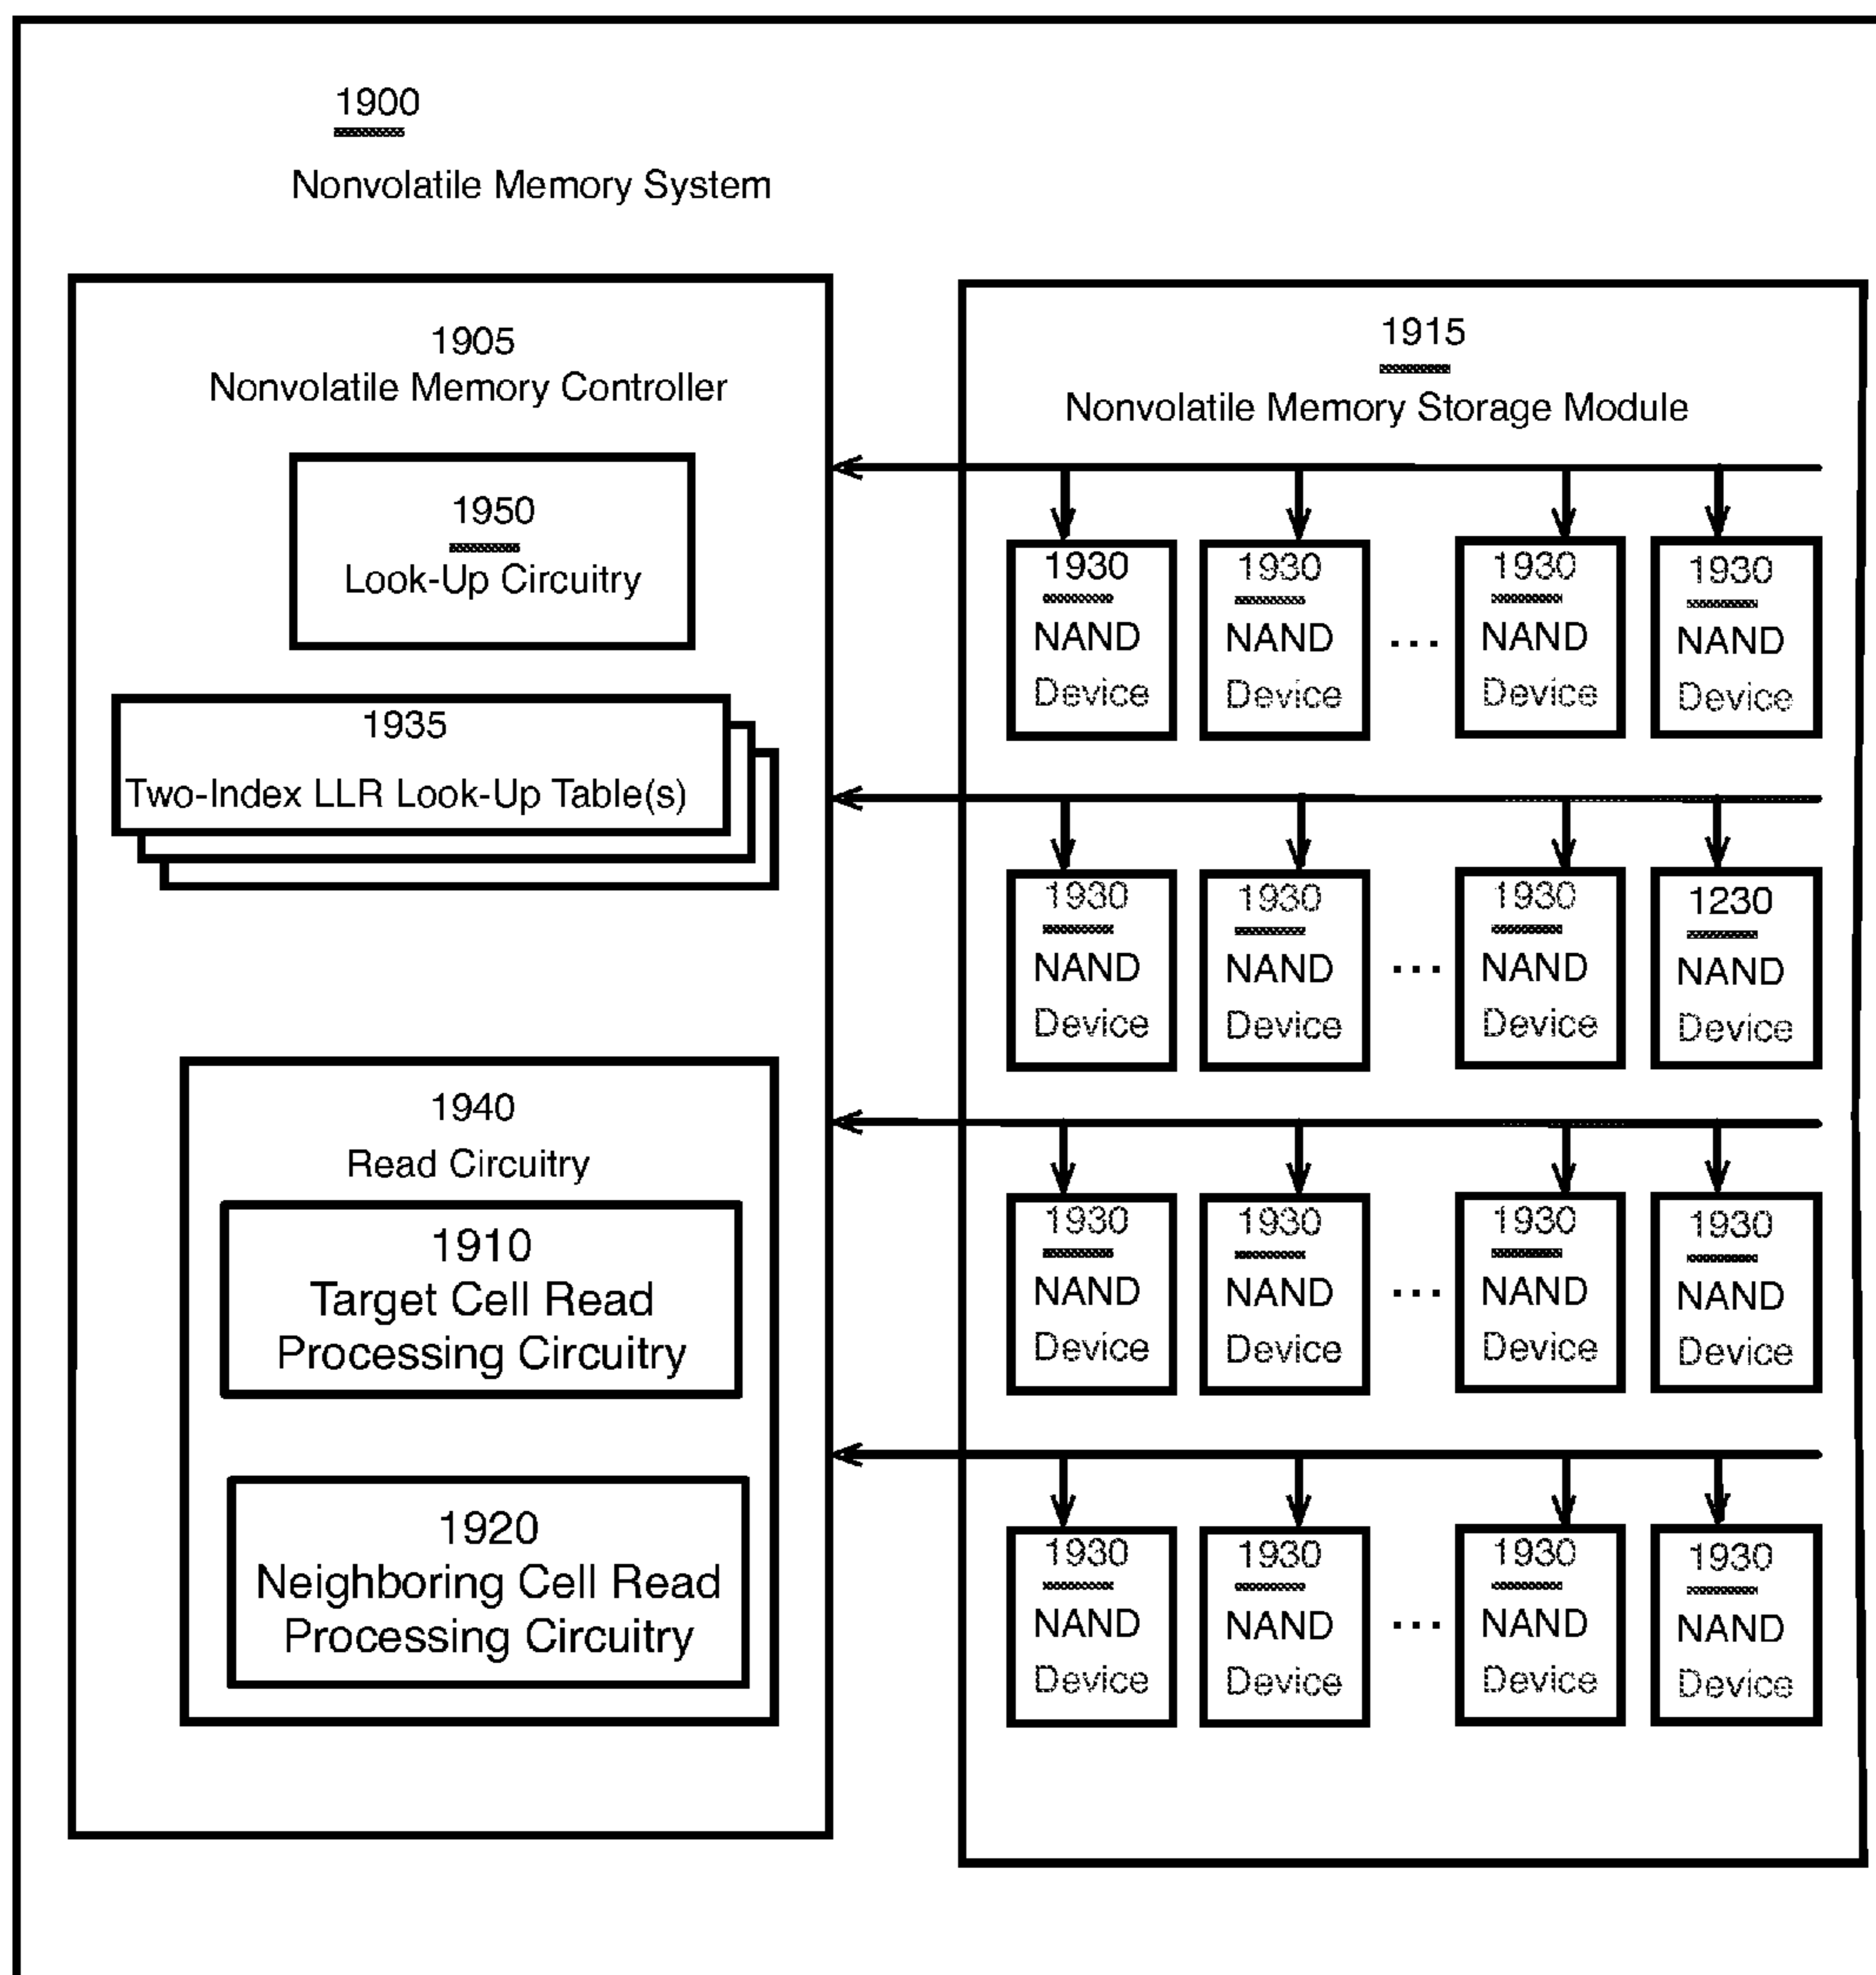 1900
Nonvolatile Memory System
1905
Nonvolatile Memory Controller
1950
Look-Up Circuitry
1935
Two-Index LLR Look-Up Table(s)
1940
Read Circuitry
1910
Target Cell Read
Processing Circuitry
1920
Neighboring Cell Read
Processing Circuitry
1915
Nonvolatile Memory Storage Module
1930 1930 1930 1930
NAND NAND ... NAND NAND
Device Device Device Device
1930 1930 1930 1230
NAND NAND ... NAND NAND
Device Device Device Device
1930 1930 1930 1930
NAND NAND ... NAND NAND
Device Device Device Device
1930 1930 1930 1930
NAND NAND ... NAND NAND
Device Device Device Device